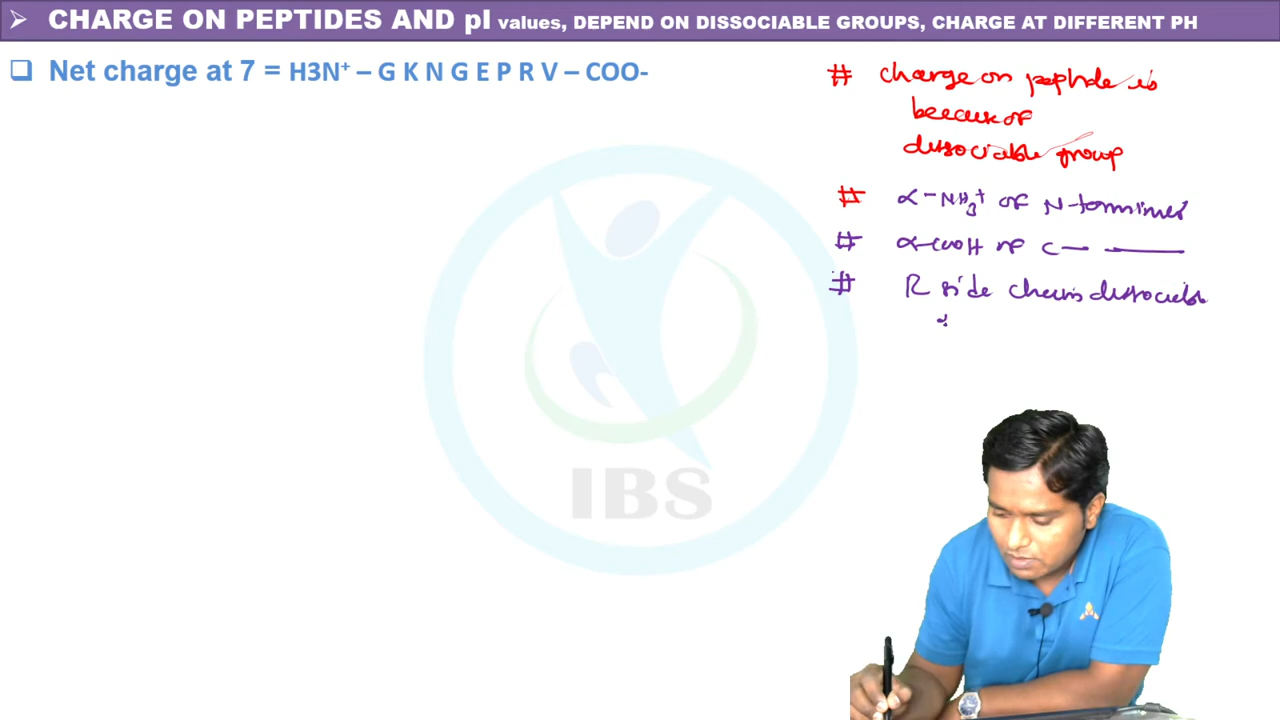 ➢ CHARGE ON PEPTIDES AND pI values, DEPEND ON DISSOCIABLE GROUPS, CHARGE AT DIFFERENT PH
❑ Net charge at 7 = H3N⁺ – G K N G E P R V – COO-
# charge on peptide is
because of
dissociable group
# α-NH₃⁺ of N-terminus
# α-COOH of C—
# R side chains dissociable
IBS